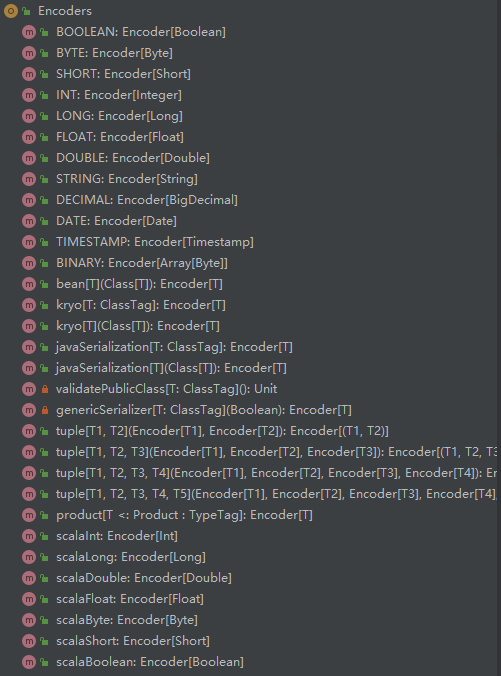 Encoders
BOOLEAN: Encoder[Boolean]
BYTE: Encoder[Byte]
SHORT: Encoder[Short]
INT: Encoder[Integer]
LONG: Encoder[Long]
FLOAT: Encoder[Float]
DOUBLE: Encoder[Double]
STRING: Encoder[String]
DECIMAL: Encoder[BigDecimal]
DATE: Encoder[Date]
TIMESTAMP: Encoder[Timestamp]
BINARY: Encoder[Array[Byte]]
bean[T](Class[T]): Encoder[T]
kryo[T: ClassTag]: Encoder[T]
kryo[T](Class[T]): Encoder[T]
javaSerialization[T: ClassTag]: Encoder[T]
javaSerialization[T](Class[T]): Encoder[T]
validatePublicClass[T: ClassTag](): Unit
genericSerializer[T: ClassTag](Boolean): Encoder[T]
tuple[T1, T2](Encoder[T1], Encoder[T2]): Encoder[(T1, T2)]
tuple[T1, T2, T3](Encoder[T1], Encoder[T2], Encoder[T3]): Encoder[(T1, T2, T3
tuple[T1, T2, T3, T4](Encoder[T1], Encoder[T2], Encoder[T3], Encoder[T4]): En
tuple[T1, T2, T3, T4, T5](Encoder[T1], Encoder[T2], Encoder[T3], Encoder[T4],
product[T <: Product : TypeTag]: Encoder[T]
scalaInt: Encoder[Int]
scalaLong: Encoder[Long]
scalaDouble: Encoder[Double]
scalaFloat: Encoder[Float]
scalaByte: Encoder[Byte]
scalaShort: Encoder[Short]
scalaBoolean: Encoder[Boolean]